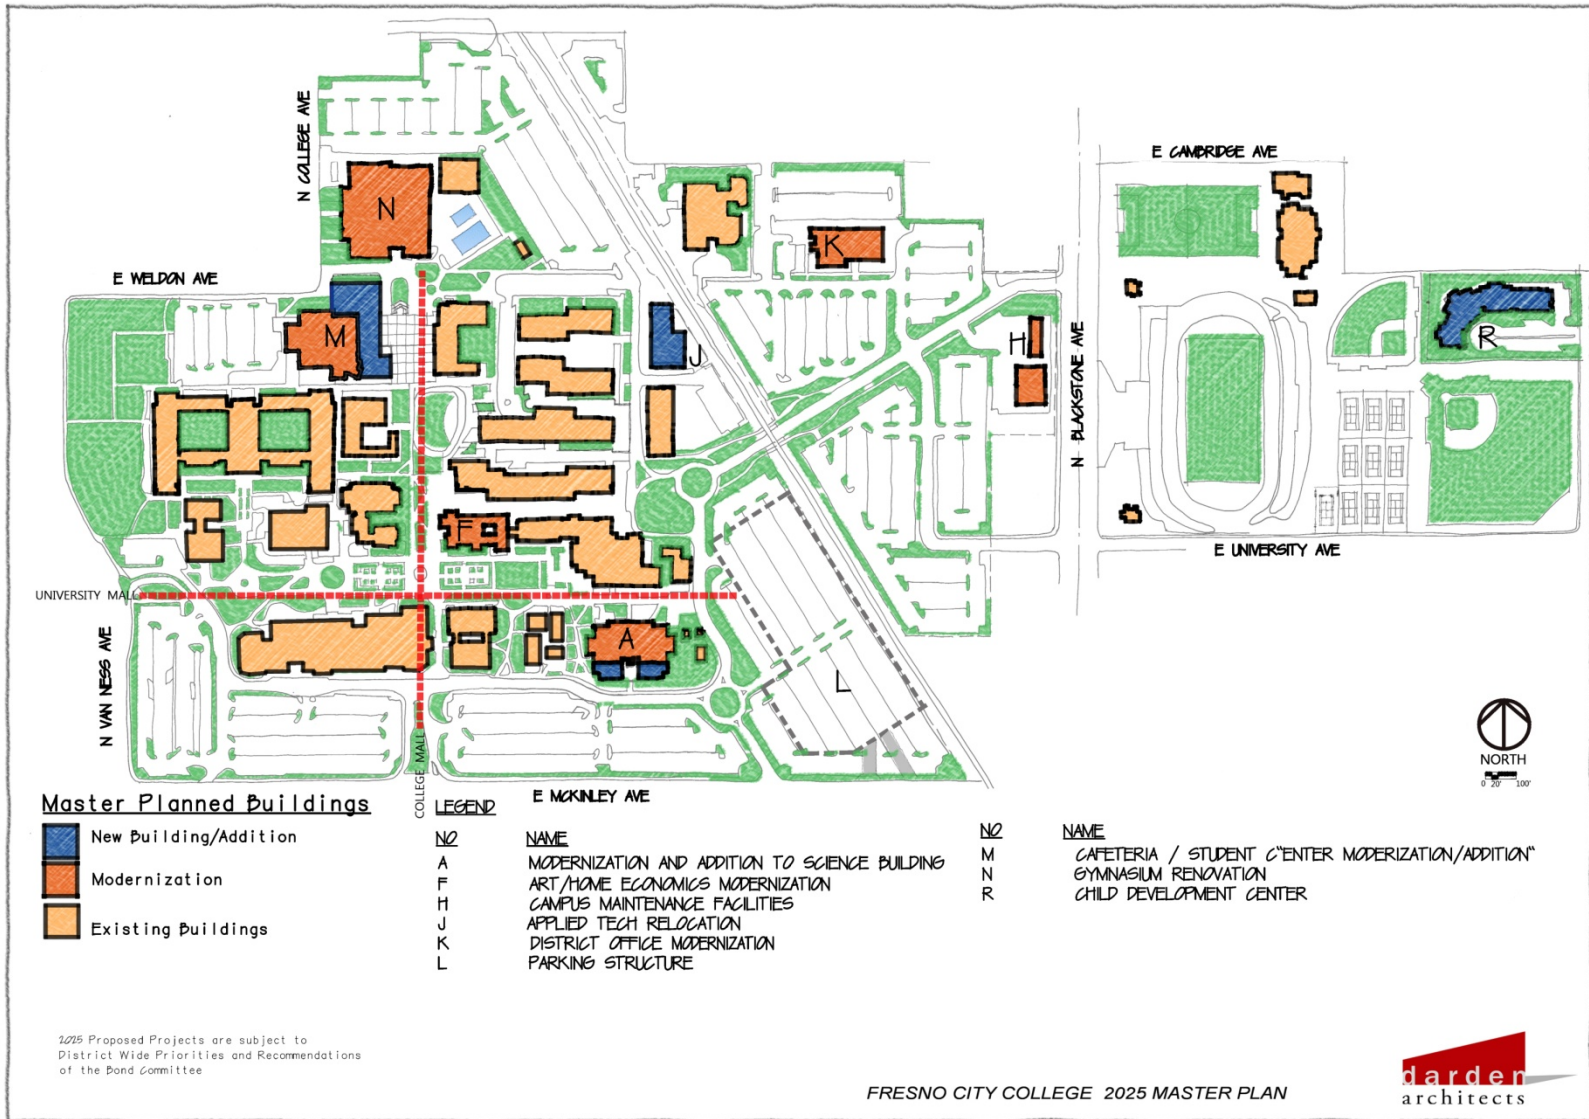 N COLLEGE AVE
E CAMBRIDGE AVE
N
K
E WELDON AVE
M
J
H
N BLACKSTONE AVE
R
F
E UNIVERSITY AVE
UNIVERSITY MALL
A
L
N VAN NESS AVE
COLLEGE MALL
NORTH
0 20' 100'
E MCKINLEY AVE
Master Planned Buildings
New Building/Addition
Modernization
Existing Buildings
LEGEND
NO NAME
A MODERNIZATION AND ADDITION TO SCIENCE BUILDING
F ART/HOME ECONOMICS MODERNIZATION
H CAMPUS MAINTENANCE FACILITIES
J APPLIED TECH RELOCATION
K DISTRICT OFFICE MODERNIZATION
L PARKING STRUCTURE
NO NAME
M CAFETERIA / STUDENT C"ENTER MODERIZATION/ADDITION"
N GYMNASIUM RENOVATION
R CHILD DEVELOPMENT CENTER
2025 Proposed Projects are subject to
District Wide Priorities and Recommendations
of the Bond Committee
FRESNO CITY COLLEGE 2025 MASTER PLAN
darden
architects